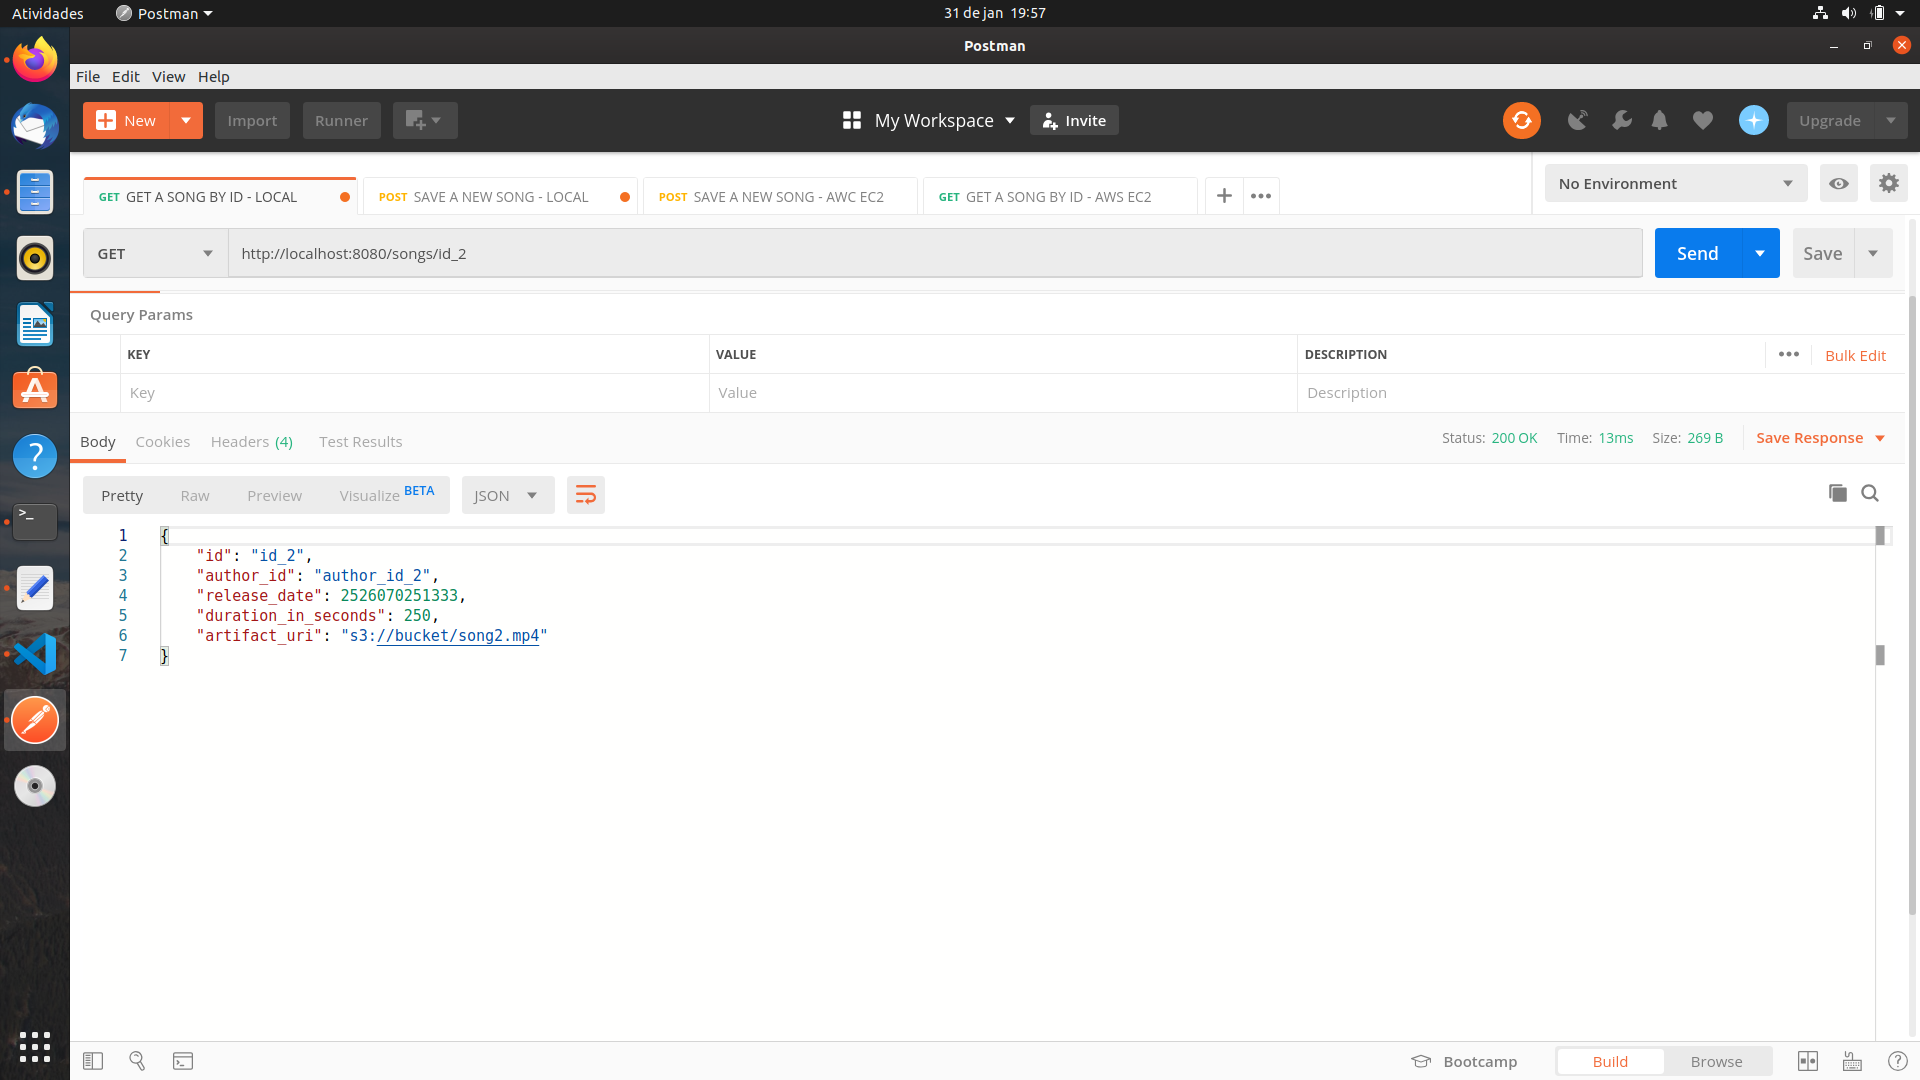 Atividades Postman 31 de jan 19:57
Postman
File Edit View Help
New Import Runner My Workspace Invite Upgrade
GET GET A SONG BY ID - LOCAL POST SAVE A NEW SONG - LOCAL POST SAVE A NEW SONG - AWC EC2 GET GET A SONG BY ID - AWS EC2 No Environment
GET http://localhost:8080/songs/id_2 Send Save
Query Params
KEY VALUE DESCRIPTION Bulk Edit
Key Value Description
Body Cookies Headers (4) Test Results Status: 200 OK Time: 13ms Size: 269 B Save Response
Pretty Raw Preview Visualize BETA JSON
1 {
2 "id": "id_2",
3 "author_id": "author_id_2",
4 "release_date": 2526070251333,
5 "duration_in_seconds": 250,
6 "artifact_uri": "s3://bucket/song2.mp4"
7 }
Bootcamp Build Browse